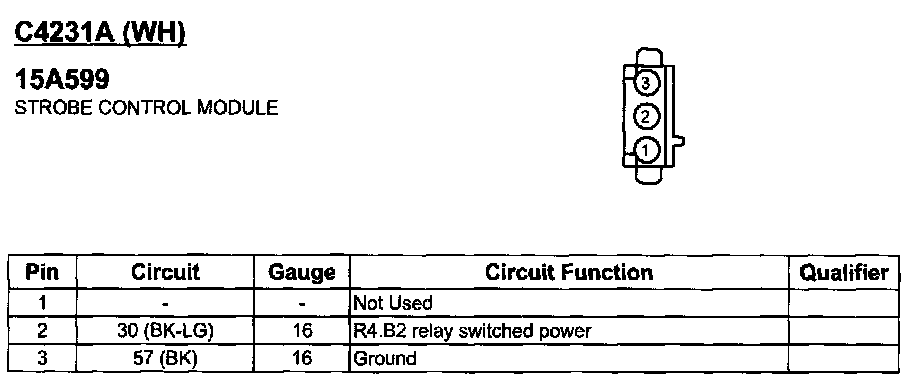 C4231A (WH)
15A599
STROBE CONTROL MODULE
3
2
1
Pin Circuit Gauge Circuit Function Qualifier
1 - - Not Used
2 30 (BK-LG) 16 R4.B2 relay switched power
3 57 (BK) 16 Ground